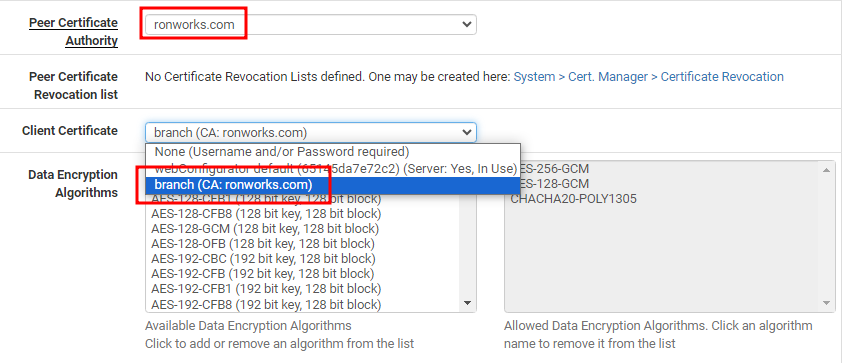 Peer Certificate
Authority
ronworks.com
Peer Certificate
Revocation list
No Certificate Revocation Lists defined. One may be created here: System > Cert. Manager > Certificate Revocation
Client Certificate
branch (CA: ronworks.com)
None (Username and/or Password required)
webConfigurator default (65145da7e72c2) (Server: Yes, In Use)
branch (CA: ronworks.com)
Data Encryption
Algorithms
AES-128-CFB1 (128 bit key, 128 bit block)
AES-128-CFB8 (128 bit key, 128 bit block)
AES-128-GCM (128 bit key, 128 bit block)
AES-128-OFB (128 bit key, 128 bit block)
AES-192-CBC (192 bit key, 128 bit block)
AES-192-CFB (192 bit key, 128 bit block)
AES-192-CFB1 (192 bit key, 128 bit block)
AES-192-CFB8 (192 bit key, 128 bit block)
AES-256-GCM
AES-128-GCM
CHACHA20-POLY1305
Available Data Encryption Algorithms
Click to add or remove an algorithm from the list
Allowed Data Encryption Algorithms. Click an algorithm
name to remove it from the list